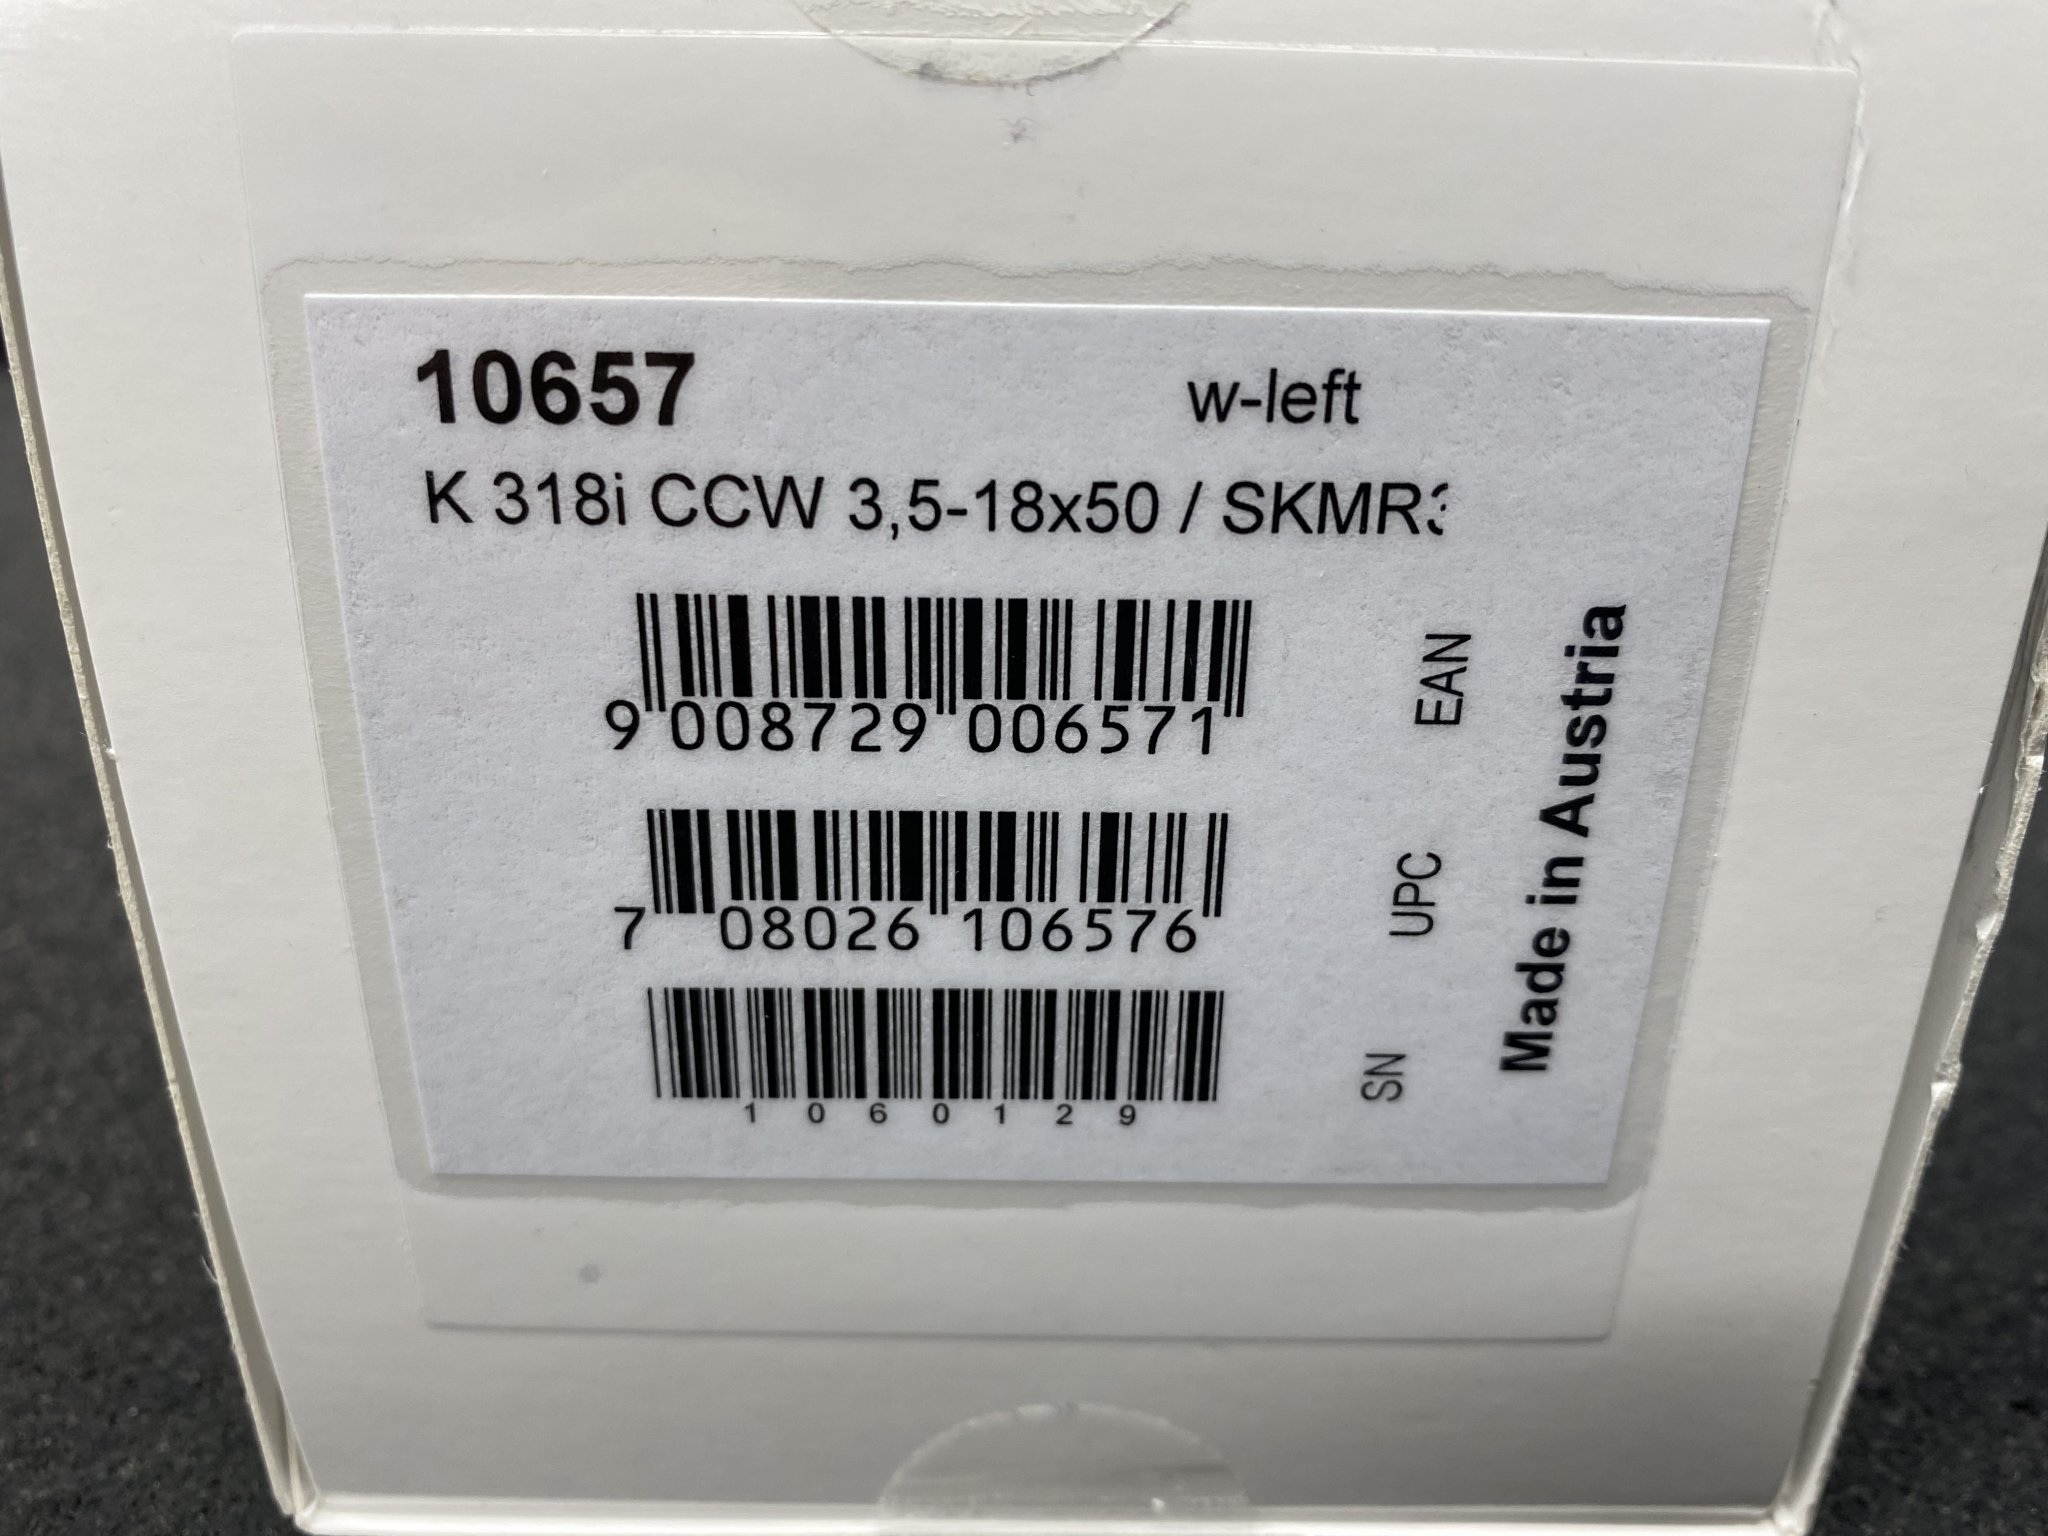 10657 w-left
K 318i CCW 3,5-18x50 / SKMR3
9 008729 006571
EAN
7 08026 106576
UPC
1060129
SN
Made in Austria